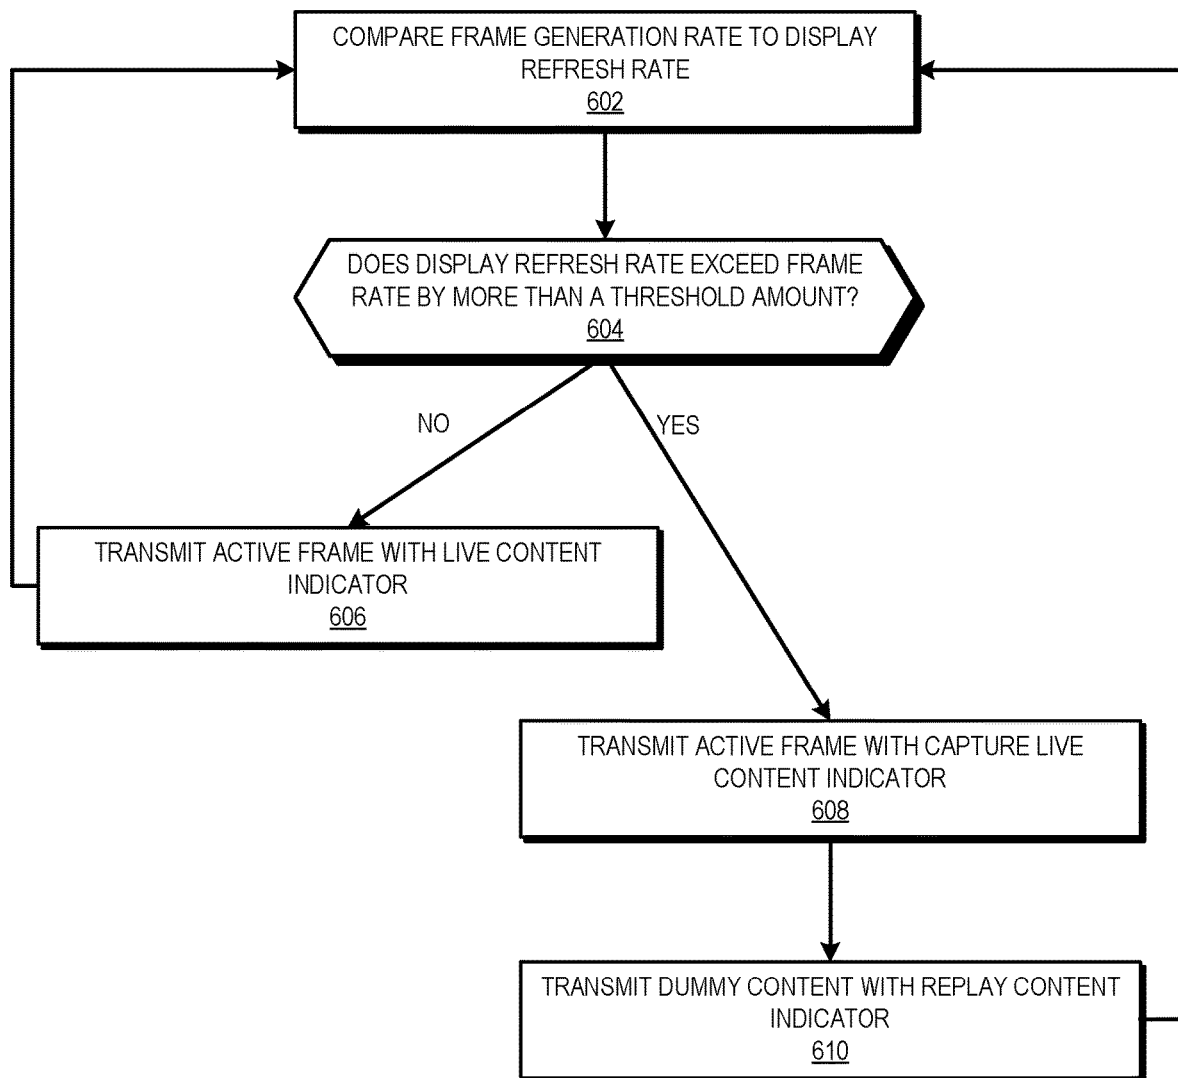 COMPARE FRAME GENERATION RATE TO DISPLAY
REFRESH RATE
602
DOES DISPLAY REFRESH RATE EXCEED FRAME
RATE BY MORE THAN A THRESHOLD AMOUNT?
604
NO
YES
TRANSMIT ACTIVE FRAME WITH LIVE CONTENT
INDICATOR
606
TRANSMIT ACTIVE FRAME WITH CAPTURE LIVE
CONTENT INDICATOR
608
TRANSMIT DUMMY CONTENT WITH REPLAY CONTENT
INDICATOR
610